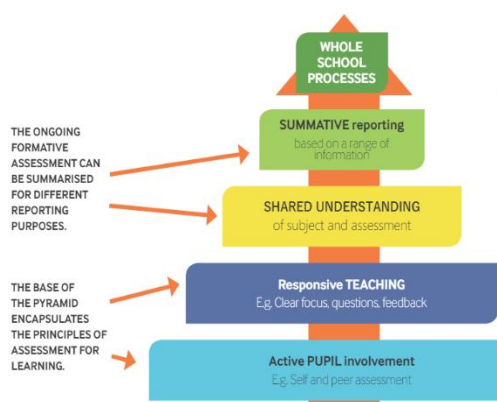 WHOLE
SCHOOL
PROCESSES
THE ONGOING
FORMATIVE
ASSESSMENT CAN
BE SUMMARISED
FOR DIFFERENT
REPORTING
PURPOSES.
SUMMATIVE reporting
based on a range of
information
SHARED UNDERSTANDING
of subject and assessment
THE BASE OF
THE PYRAMID
ENCAPSULATES
THE PRINCIPLES OF
ASSESSMENT FOR
LEARNING.
Responsive TEACHING
E.g. Clear focus, questions, feedback
Active PUPIL involvement
E.g. Self and peer assessment